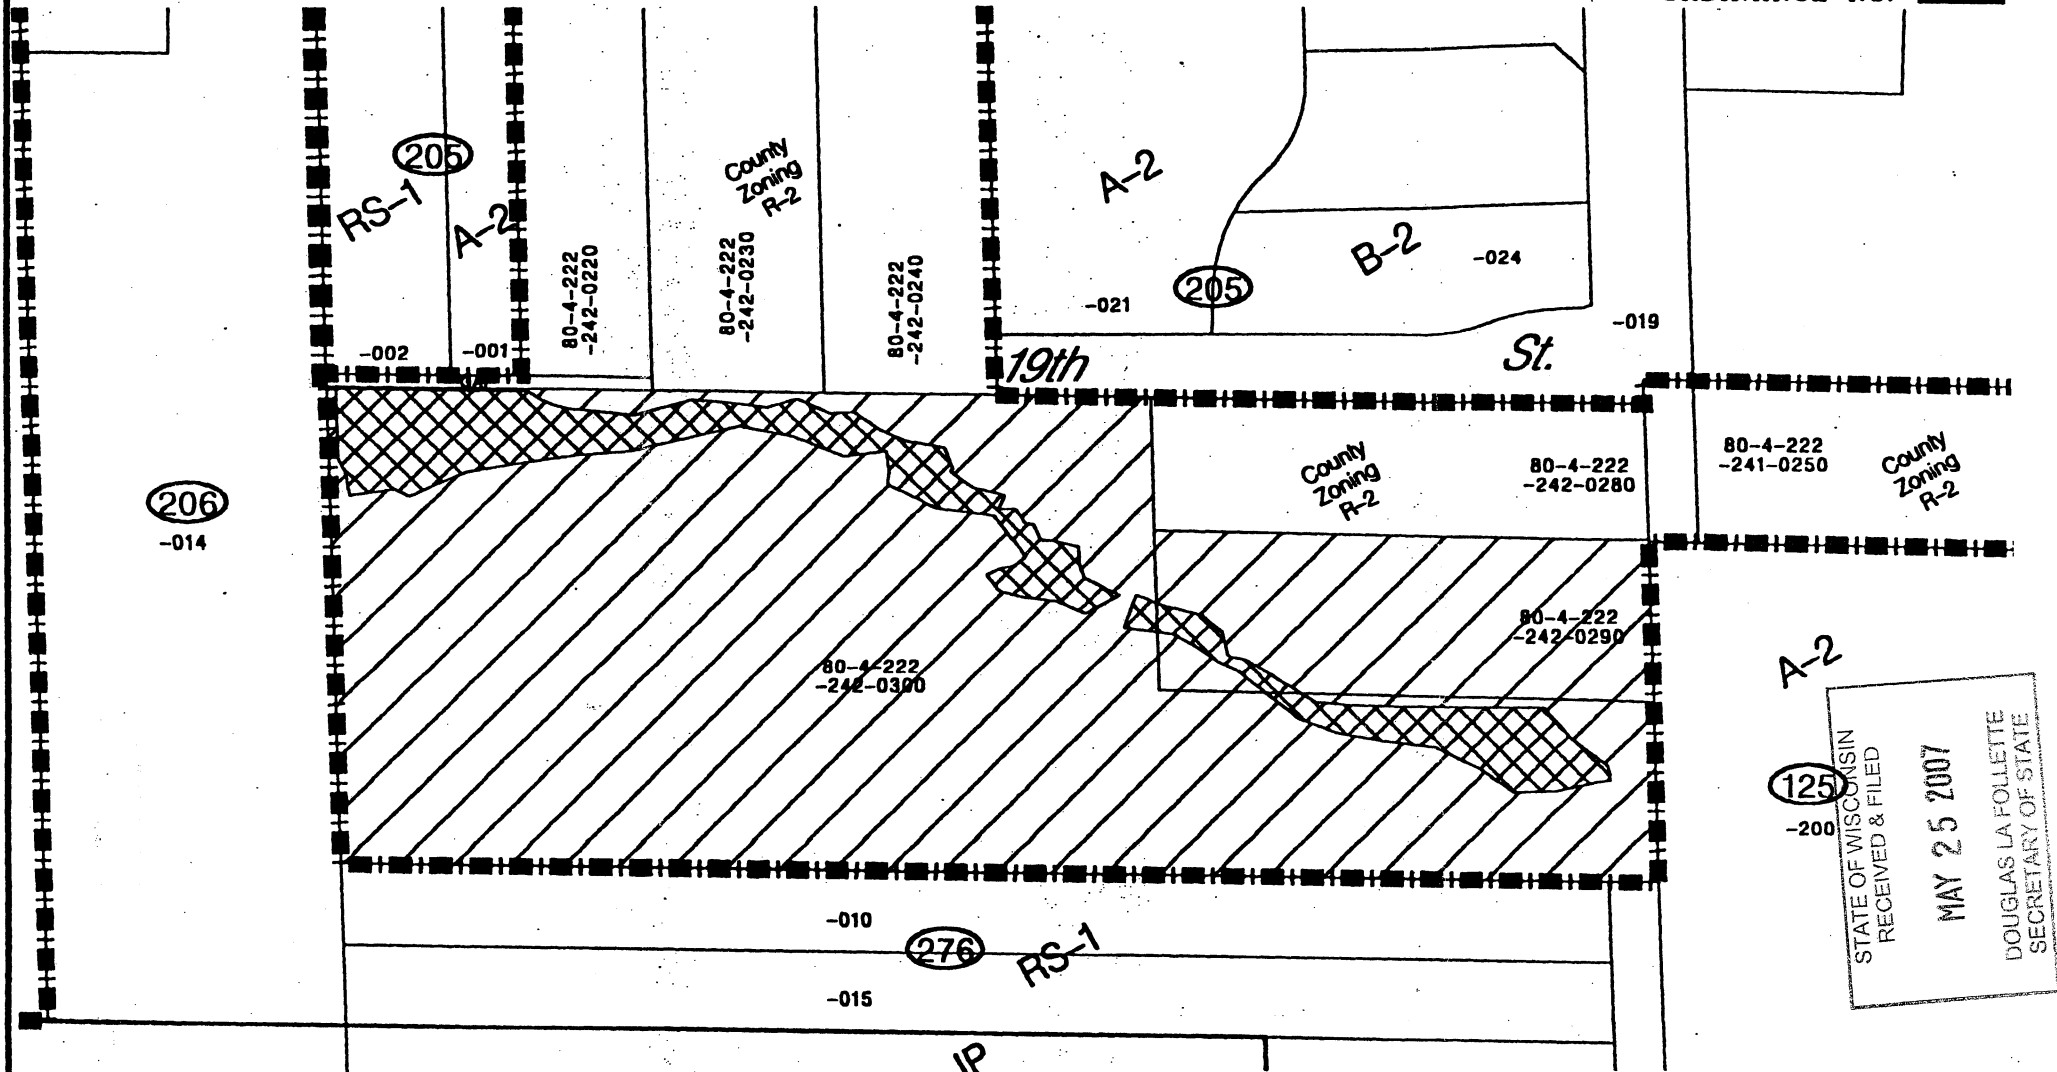 205
RS-1
A-2
County
Zoning
R-2
80-4-222
-242-0220
80-4-222
-242-0230
80-4-222
-242-0240
A-2
B-2
-024
205
-021
-019
-002
-001
19th St.
206
-014
County
Zoning
R-2
80-4-222
-242-0280
80-4-222
-241-0250
County
Zoning
R-2
80-4-222
-242-0290
80-4-222
-242-0300
A-2
125
-200
STATE OF WISCONSIN
RECEIVED & FILED
MAY 25 2007
DOUGLAS LA FOLLETTE
SECRETARY OF STATE
-010
276
RS-1
-015
IP